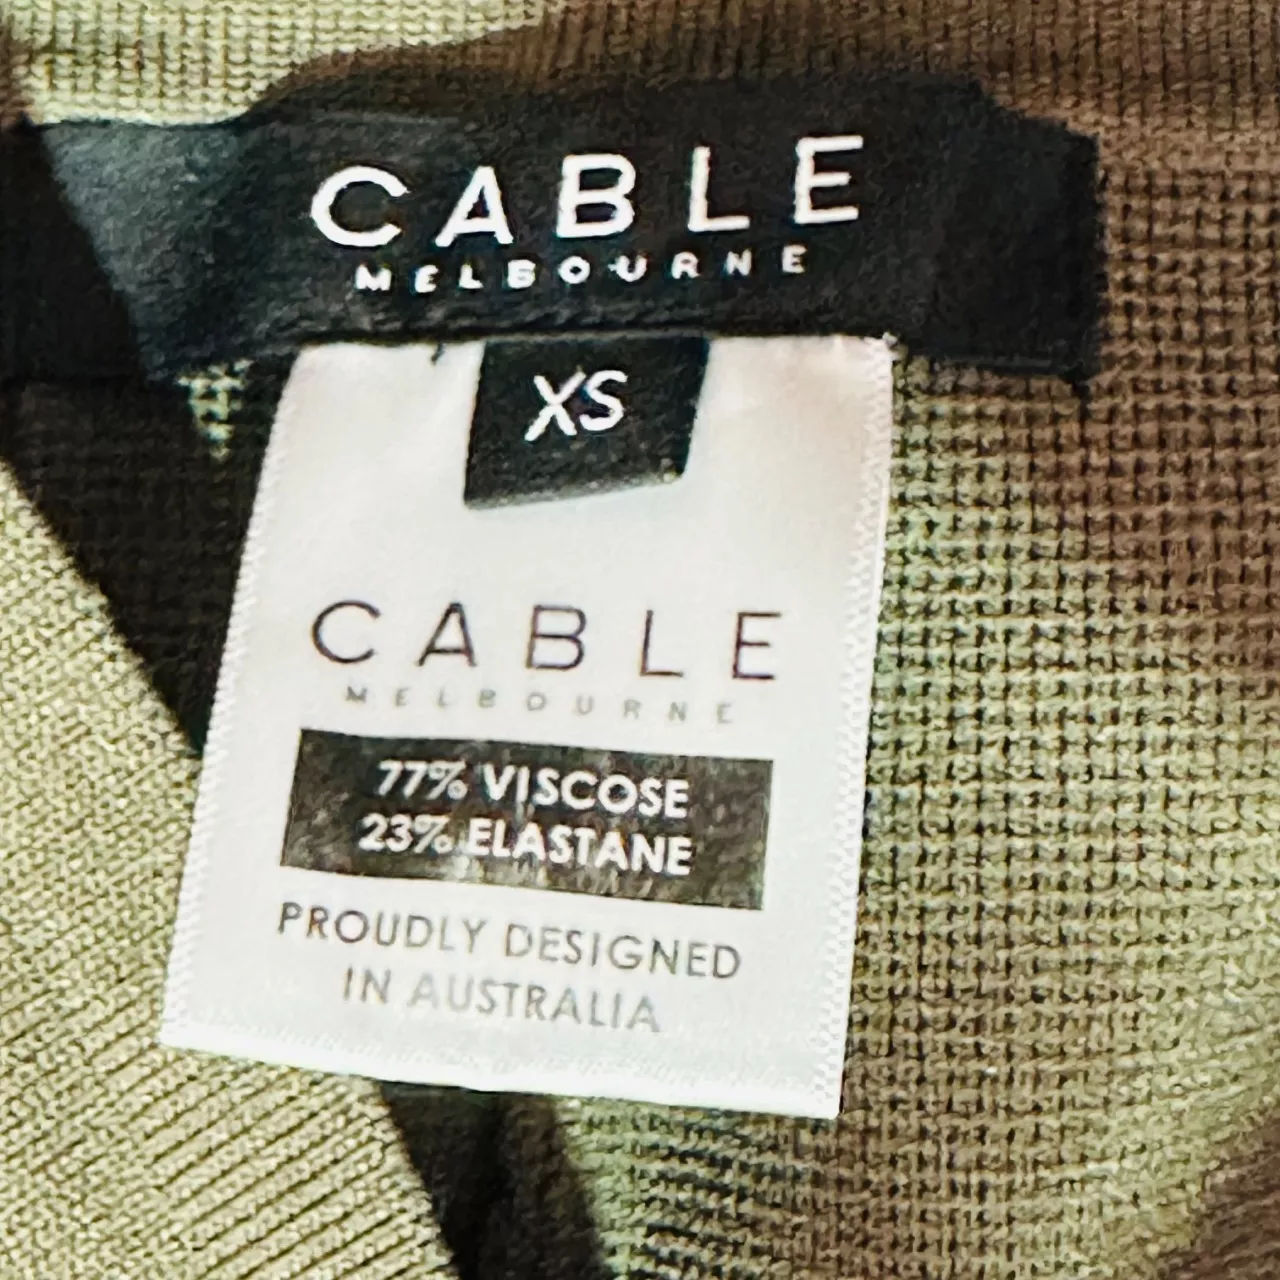 CABLE
MELBOURNE
XS
CABLE
MELBOURNE
77% VISCOSE
23% ELASTANE
PROUDLY DESIGNED
IN AUSTRALIA